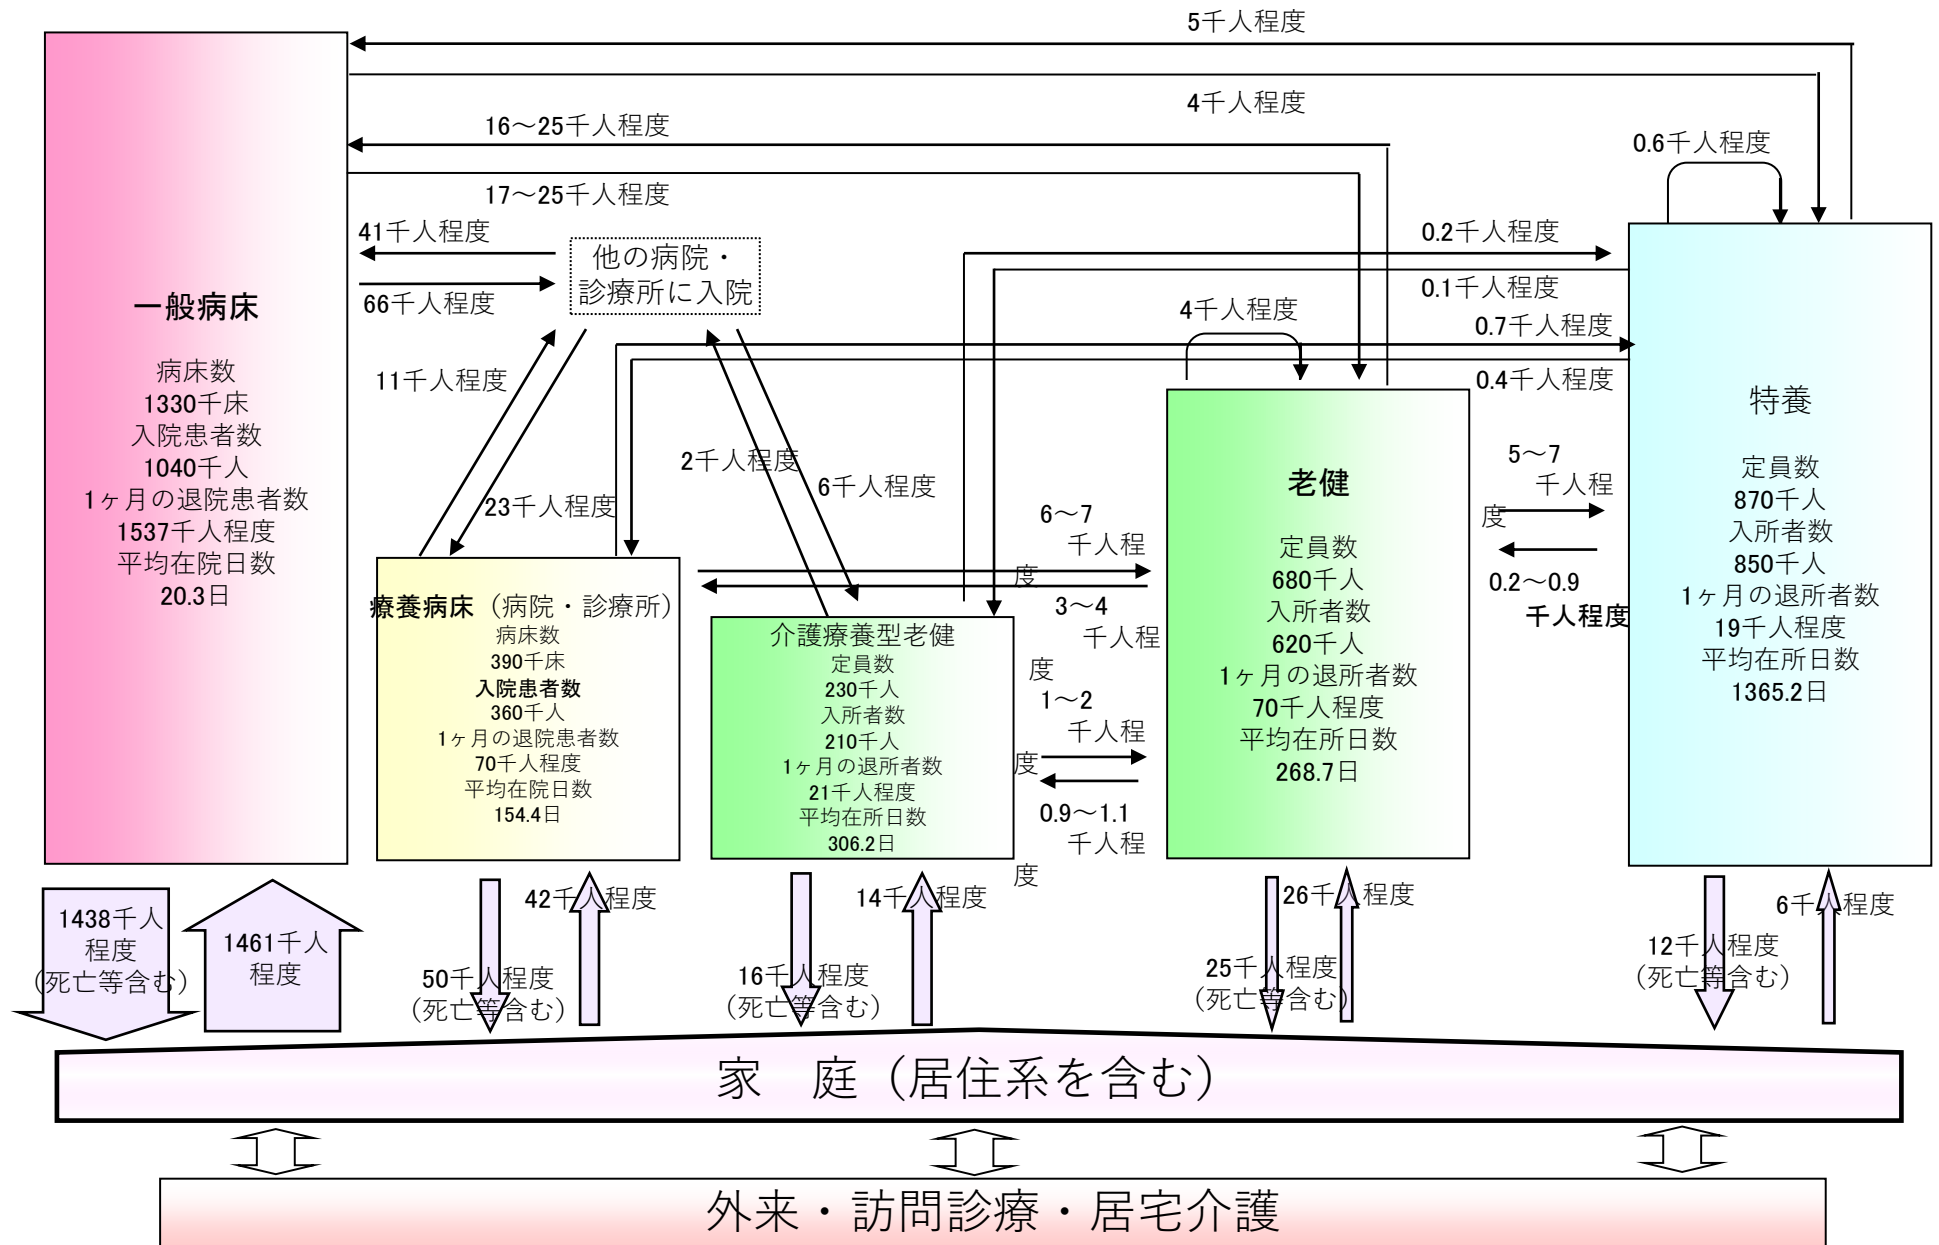 5千人程度
4千人程度
16～25千人程度
17～25千人程度
0.6千人程度
41千人程度
66千人程度
他の病院・
診療所に入院
0.2千人程度
0.1千人程度
4千人程度
0.7千人程度
0.4千人程度
11千人程度
23千人程度
2千人程度
6千人程度
一般病床
病床数
1330千床
入院患者数
1040千人
1ヶ月の退院患者数
1537千人程度
平均在院日数
20.3日
療養病床（病院・診療所）
病床数
390千床
入院患者数
360千人
1ヶ月の退院患者数
70千人程度
平均在院日数
154.4日
介護療養型老健
定員数
230千人
入所者数
210千人
1ヶ月の退所者数
21千人程度
平均在所日数
306.2日
6～7
千人程
度
3～4
千人程
度
1～2
千人程
度
0.9～1.1
千人程
度
老健
定員数
680千人
入所者数
620千人
1ヶ月の退所者数
70千人程度
平均在所日数
268.7日
5～7
千人程
度
0.2～0.9
千人程度
特養
定員数
870千人
入所者数
850千人
1ヶ月の退所者数
19千人程度
平均在所日数
1365.2日
1438千人
程度
（死亡等含む）
1461千人
程度
50千人程度
（死亡等含む）
42千人程度
16千人程度
（死亡等含む）
14千人程度
25千人程度
（死亡等含む）
26千人程度
12千人程度
（死亡等含む）
6千人程度
家　庭（居住系を含む）
外来・訪問診療・居宅介護